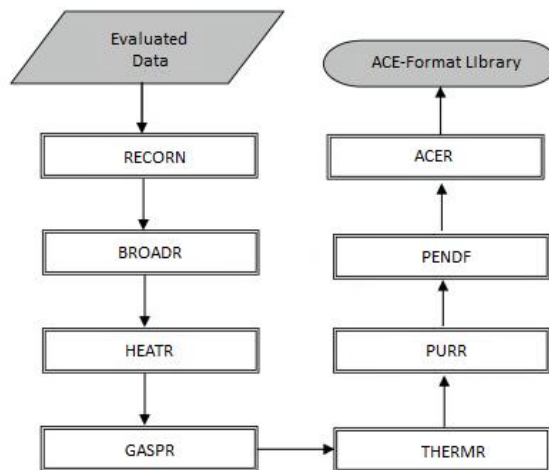 Evaluated
Data
RECORN
BROADR
HEATR
GASPR
THERMR
PURR
PENDF
ACER
ACE-Format LIbrary